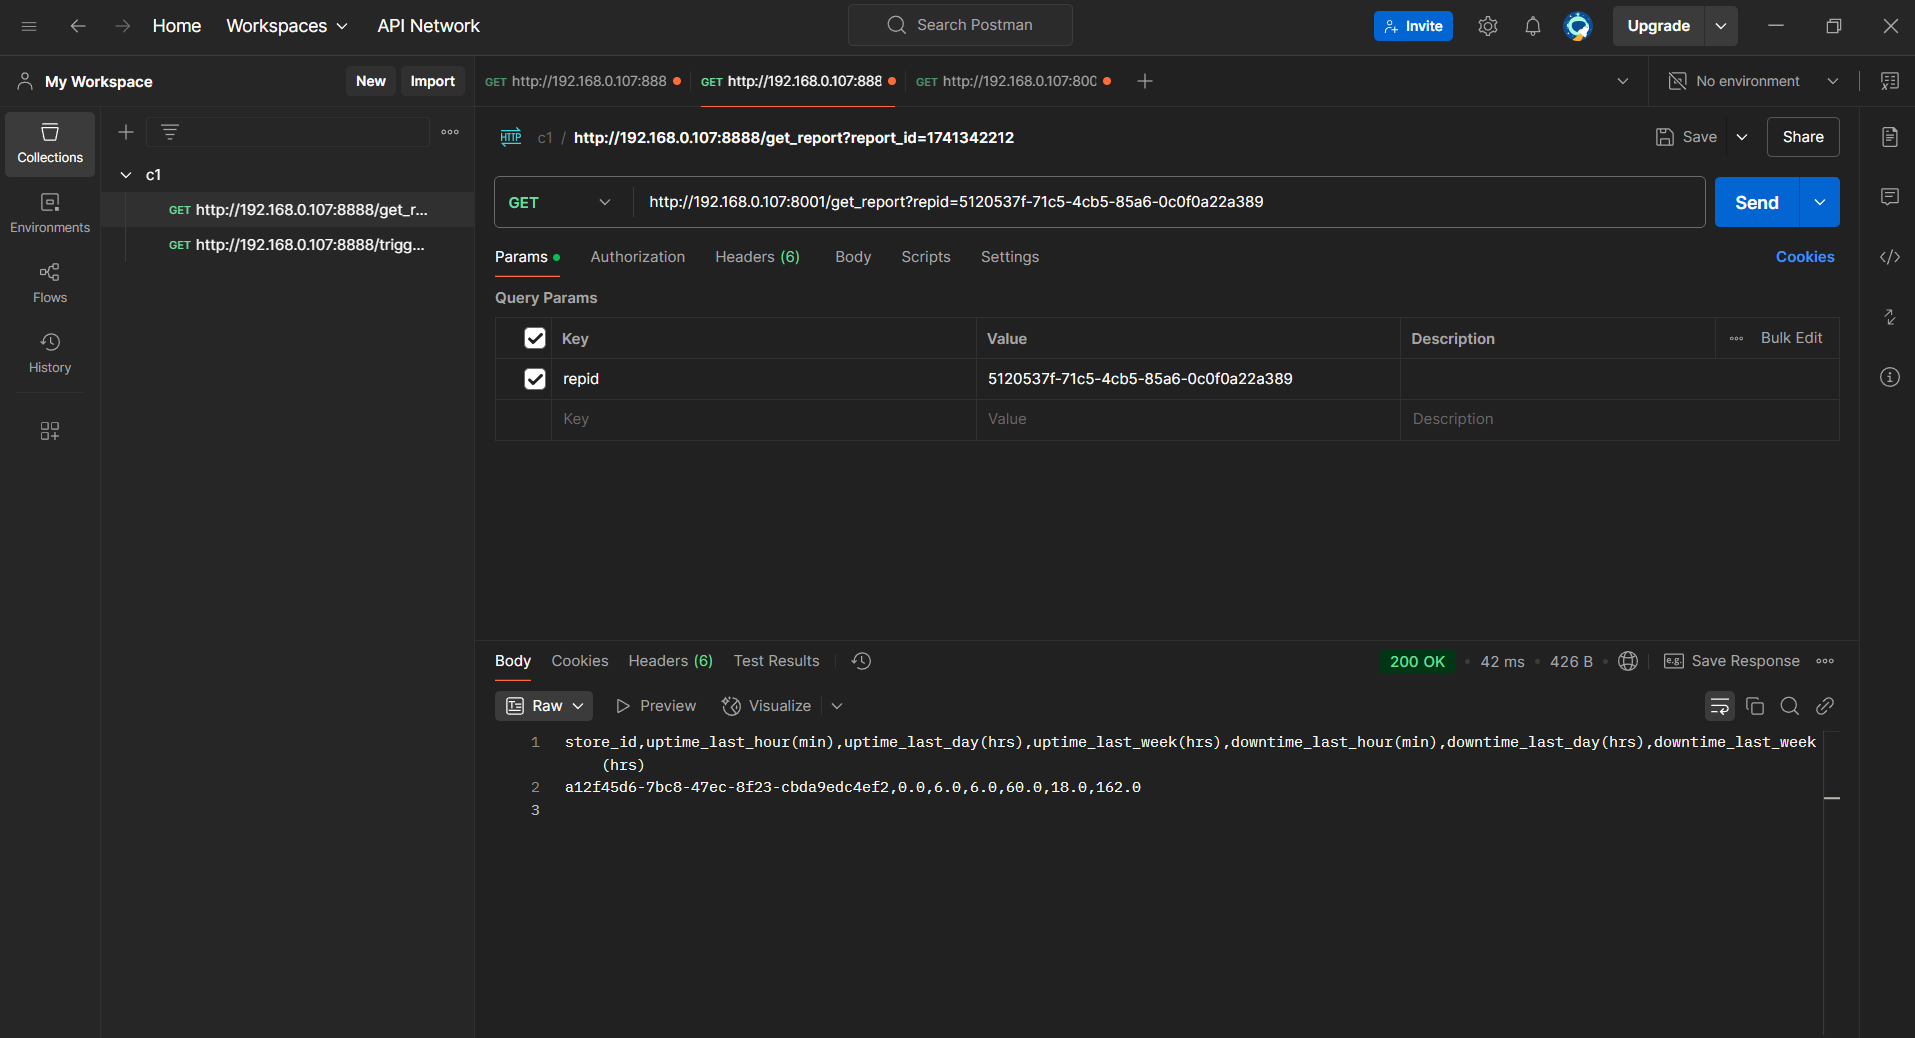 Home Workspaces API Network Search Postman Invite Upgrade
My Workspace New Import GET http://192.168.0.107:888 GET http://192.168.0.107:888 GET http://192.168.0.107:800 No environment
Collections
Environments
Flows
History
c1
GET http://192.168.0.107:8888/get_r...
GET http://192.168.0.107:8888/trigg...
HTTP c1 / http://192.168.0.107:8888/get_report?report_id=1741342212 Save Share
GET http://192.168.0.107:8001/get_report?repid=5120537f-71c5-4cb5-85a6-0c0f0a22a389 Send
Params Authorization Headers (6) Body Scripts Settings Cookies
Query Params
Key Value Description Bulk Edit
repid 5120537f-71c5-4cb5-85a6-0c0f0a22a389
Key Value Description
Body Cookies Headers (6) Test Results 200 OK 42 ms 426 B e.g. Save Response
Raw Preview Visualize
1 store_id,uptime_last_hour(min),uptime_last_day(hrs),uptime_last_week(hrs),downtime_last_hour(min),downtime_last_day(hrs),downtime_last_week
(hrs)
2 a12f45d6-7bc8-47ec-8f23-cbda9edc4ef2,0.0,6.0,6.0,60.0,18.0,162.0
3